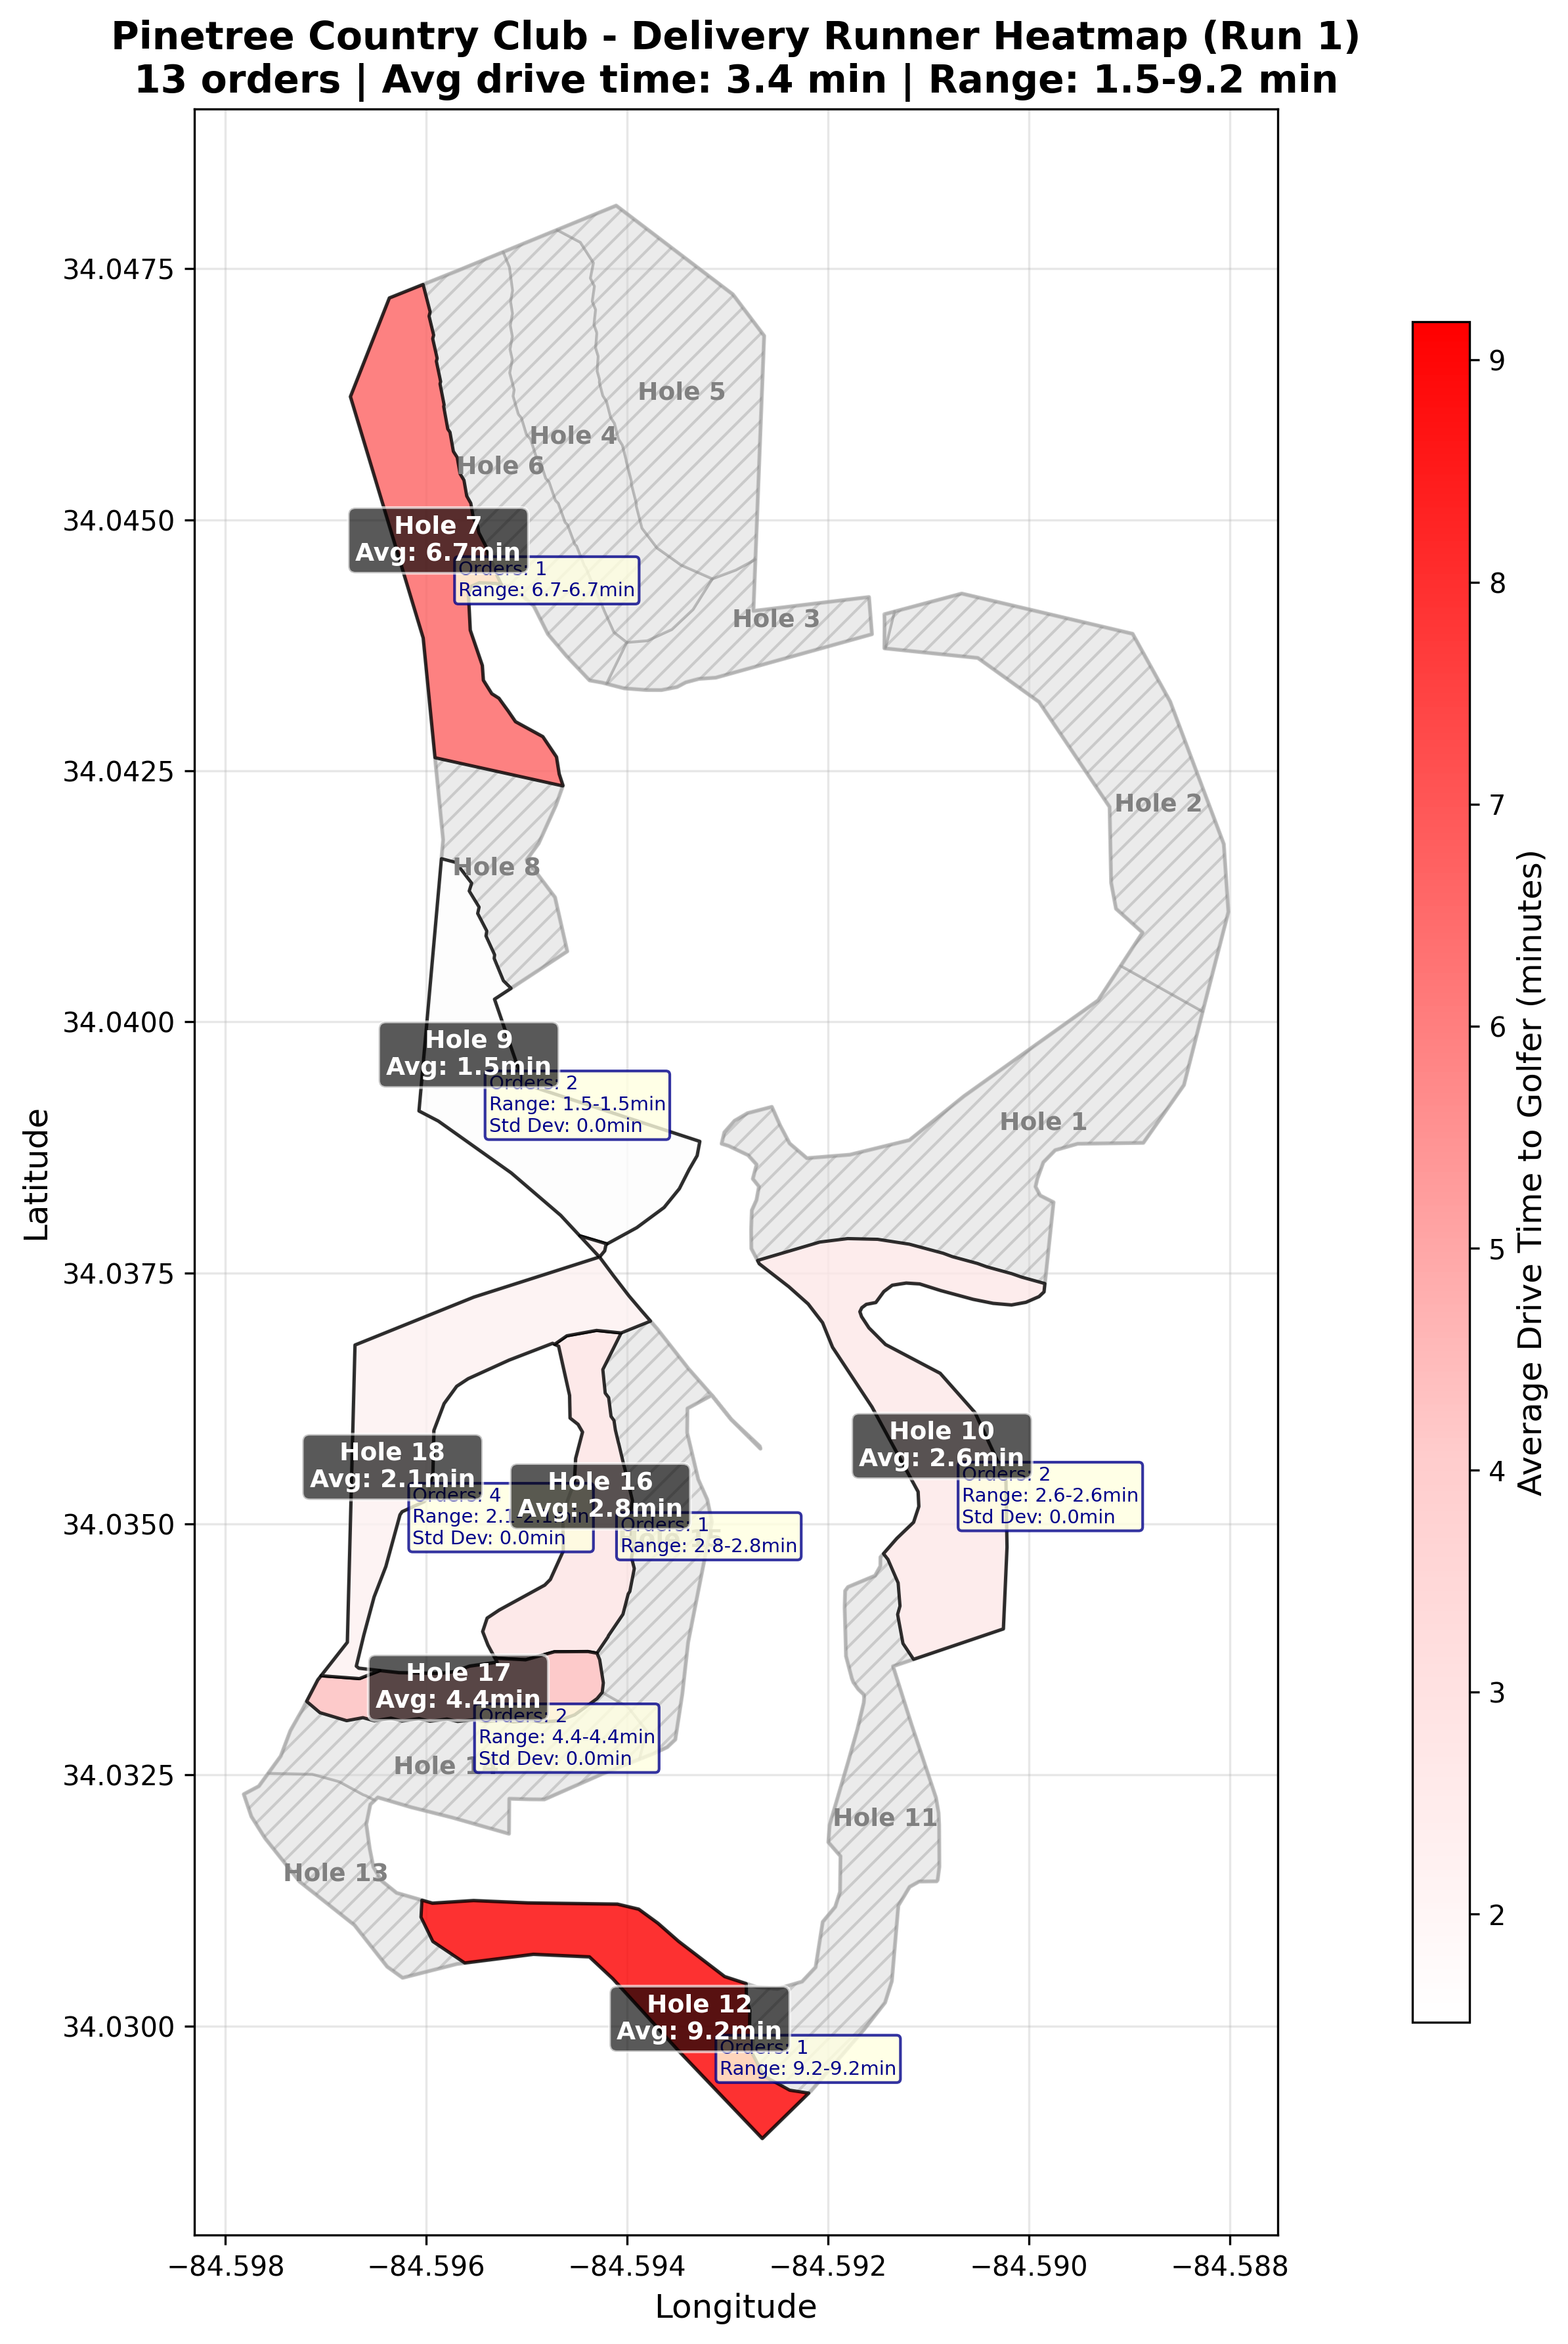 Pinetree Country Club - Delivery Runner Heatmap (Run 1)
13 orders | Avg drive time: 3.4 min | Range: 1.5-9.2 min
34.0475
34.0450
34.0425
34.0400
34.0375
34.0350
34.0325
34.0300
Latitude
−84.598
−84.596
−84.594
−84.592
−84.590
−84.588
Longitude
Hole 5
Hole 4
Hole 6
Hole 7
Avg: 6.7min
Orders: 1
Range: 6.7-6.7min
Hole 3
Hole 2
Hole 8
Hole 9
Avg: 1.5min
Orders: 2
Range: 1.5-1.5min
Std Dev: 0.0min
Hole 1
Hole 10
Avg: 2.6min
Orders: 2
Range: 2.6-2.6min
Std Dev: 0.0min
Hole 18
Avg: 2.1min
Orders: 4
Range: 2.1-2.1min
Std Dev: 0.0min
Hole 16
Avg: 2.8min
Orders: 1
Range: 2.8-2.8min
Hole 17
Avg: 4.4min
Orders: 2
Range: 4.4-4.4min
Std Dev: 0.0min
Hole
Hole 11
Hole 13
Hole 12
Avg: 9.2min
Orders: 1
Range: 9.2-9.2min
9
8
7
6
5
4
3
2
Average Drive Time to Golfer (minutes)